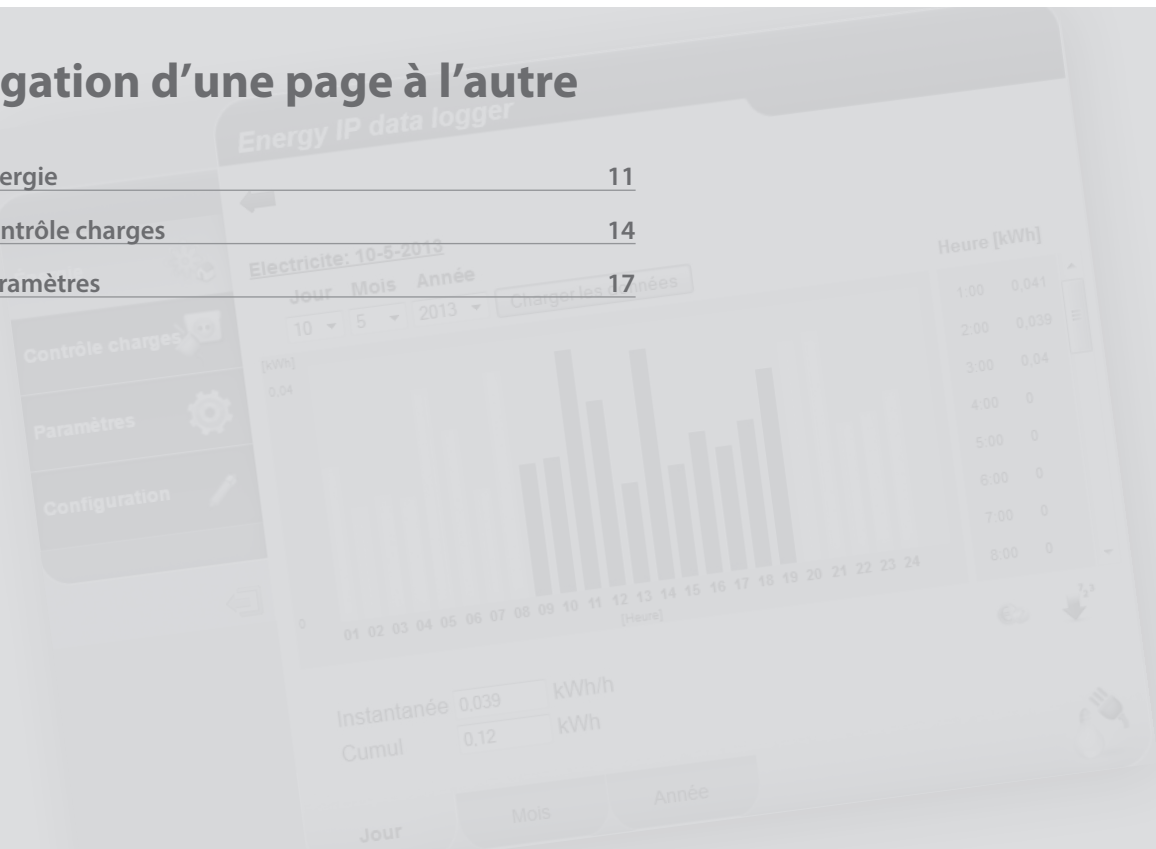 gation d’une page à l’autre
ergie 11
ntrôle charges 14
ramètres 17
Energy IP data logger
Electricite: 10-5-2013
Jour Mois Année
10 5 2013 Charger les données
Heure [kWh]
1:00 0,041
2:00 0,039
3:00 0,04
4:00 0
5:00 0
6:00 0
7:00 0
8:00 0
Contrôle charges
Paramètres
Configuration
[kWh]
0,04
0
01 02 03 04 05 06 07 08 09 10 11 12 13 14 15 16 17 18 19 20 21 22 23 24
[Heure]
Instantanée 0,039 kWh/h
Cumul 0,12 kWh
Jour Mois Année